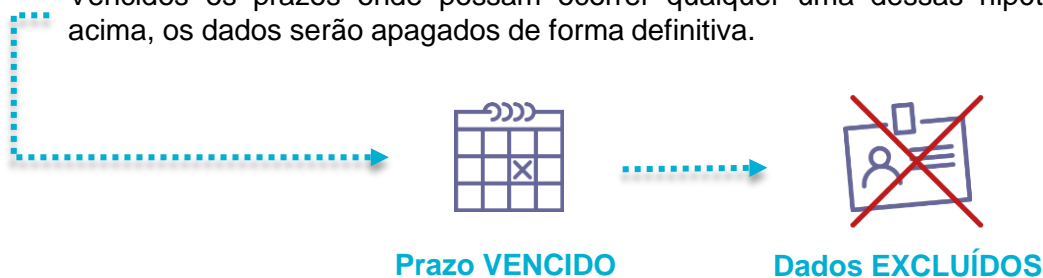 Vencidos os prazos onde possam ocorrer qualquer uma dessas
acima, os dados serão apagados de forma definitiva.
Prazo VENCIDO
Dados EXCLUÍDOS